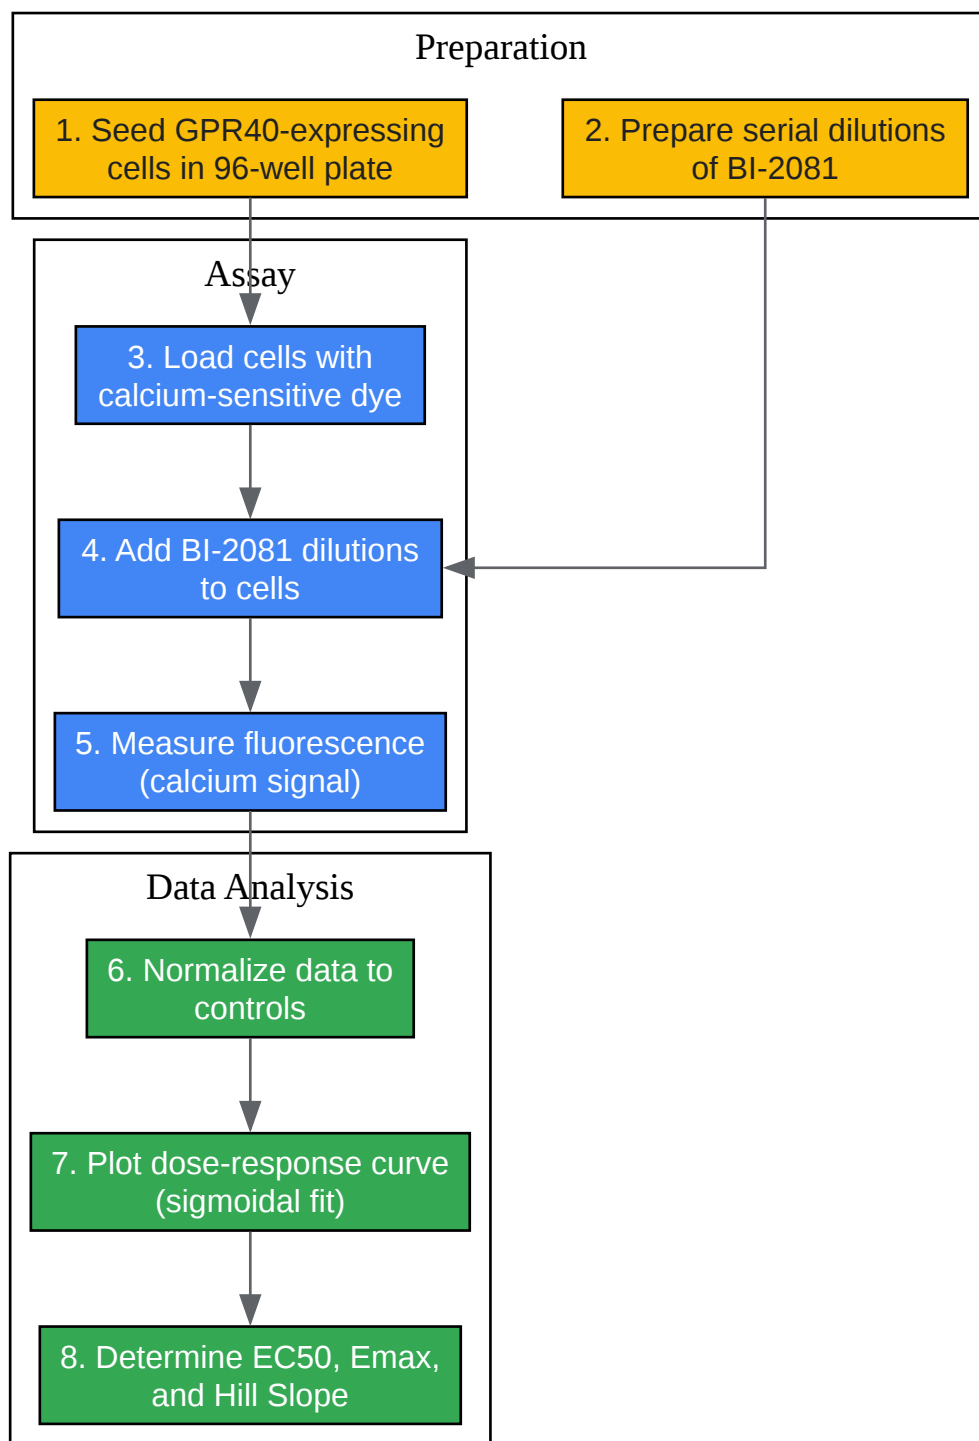 Preparation
1. Seed GPR40-expressing
cells in 96-well plate
2. Prepare serial dilutions
of BI-2081
Assay
3. Load cells with
calcium-sensitive dye
4. Add BI-2081 dilutions
to cells
5. Measure fluorescence
(calcium signal)
Data Analysis
6. Normalize data to
controls
7. Plot dose-response curve
(sigmoidal fit)
8. Determine EC50, Emax,
and Hill Slope